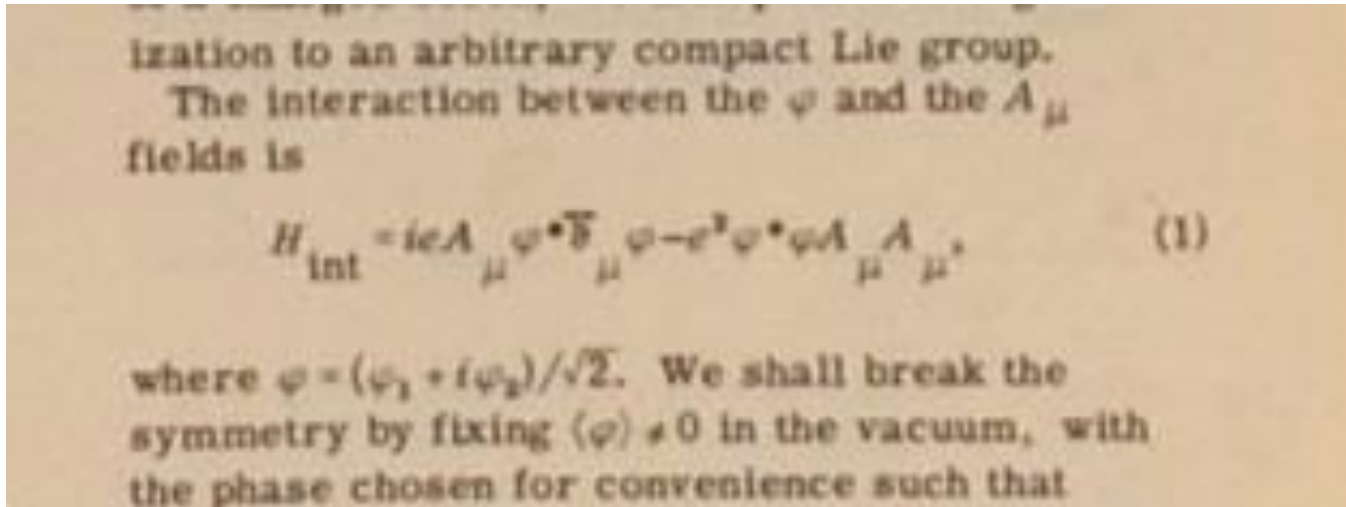 ization to an arbitrary compact Lie group.
The interaction between the φ and the A_μ
fields is
H_int = ieA_μ φ*∂⃡_μ φ - e²φ*φA_μ A_μ, (1)
where φ = (φ₁ + iφ₂)/√2. We shall break the
symmetry by fixing ⟨φ⟩ ≠ 0 in the vacuum, with
the phase chosen for convenience such that